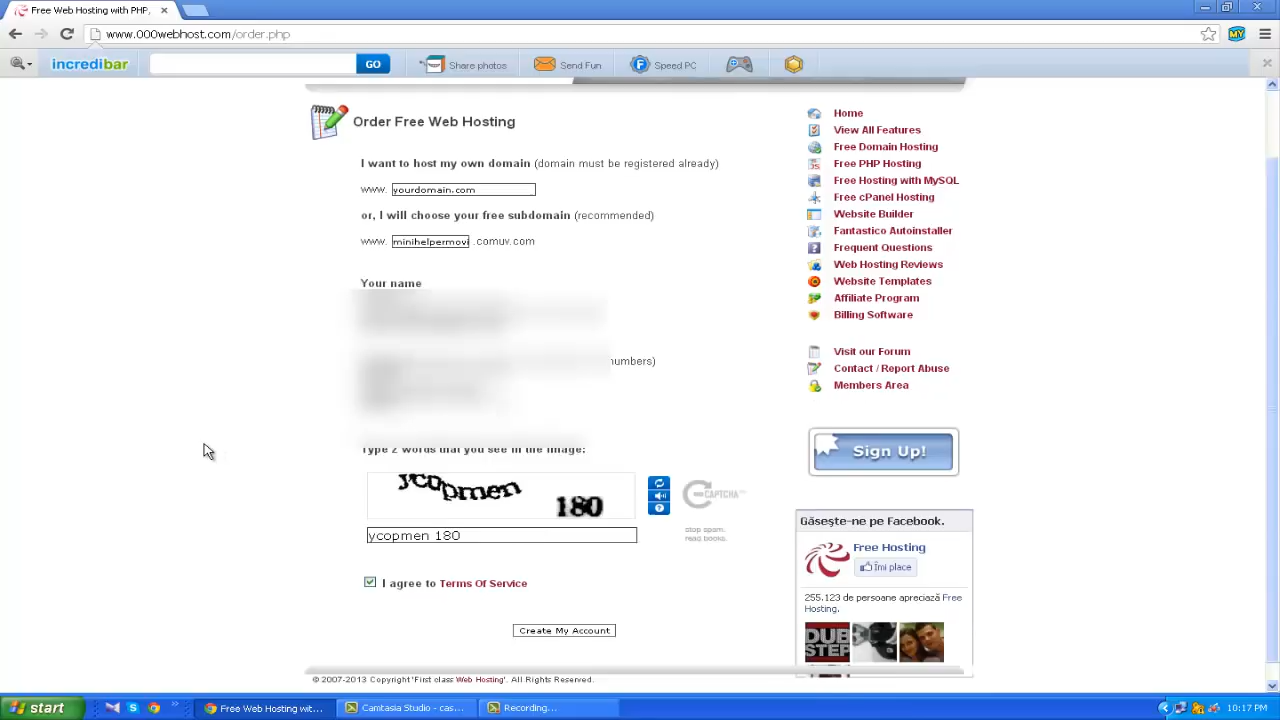 Free Web Hosting with PHP,
www.000webhost.com/order.php
incredibar
GO
Share photos
Send Fun
Speed PC
Order Free Web Hosting
I want to host my own domain (domain must be registered already)
www. yourdomain.com
or, I will choose your free subdomain (recommended)
www. minihelpermovi .comuv.com
Your name
numbers)
Type 2 words that you see in the image:
ycopmen 180
CAPTCHA
stop spam.
read books.
ycopmen 180
I agree to Terms Of Service
Create My Account
© 2007-2013 Copyright 'First class Web Hosting'. All Rights Reserved.
Home
View All Features
Free Domain Hosting
Free PHP Hosting
Free Hosting with MySQL
Free cPanel Hosting
Website Builder
Fantastico Autoinstaller
Frequent Questions
Web Hosting Reviews
Website Templates
Affiliate Program
Billing Software
Visit our Forum
Contact / Report Abuse
Members Area
Sign Up!
Găseşte-ne pe Facebook.
Free Hosting
Îmi place
255.123 de persoane apreciază Free
Hosting.
DUB
STEP
start
Free Web Hosting wit...
Camtasia Studio - cas...
Recording...
10:17 PM